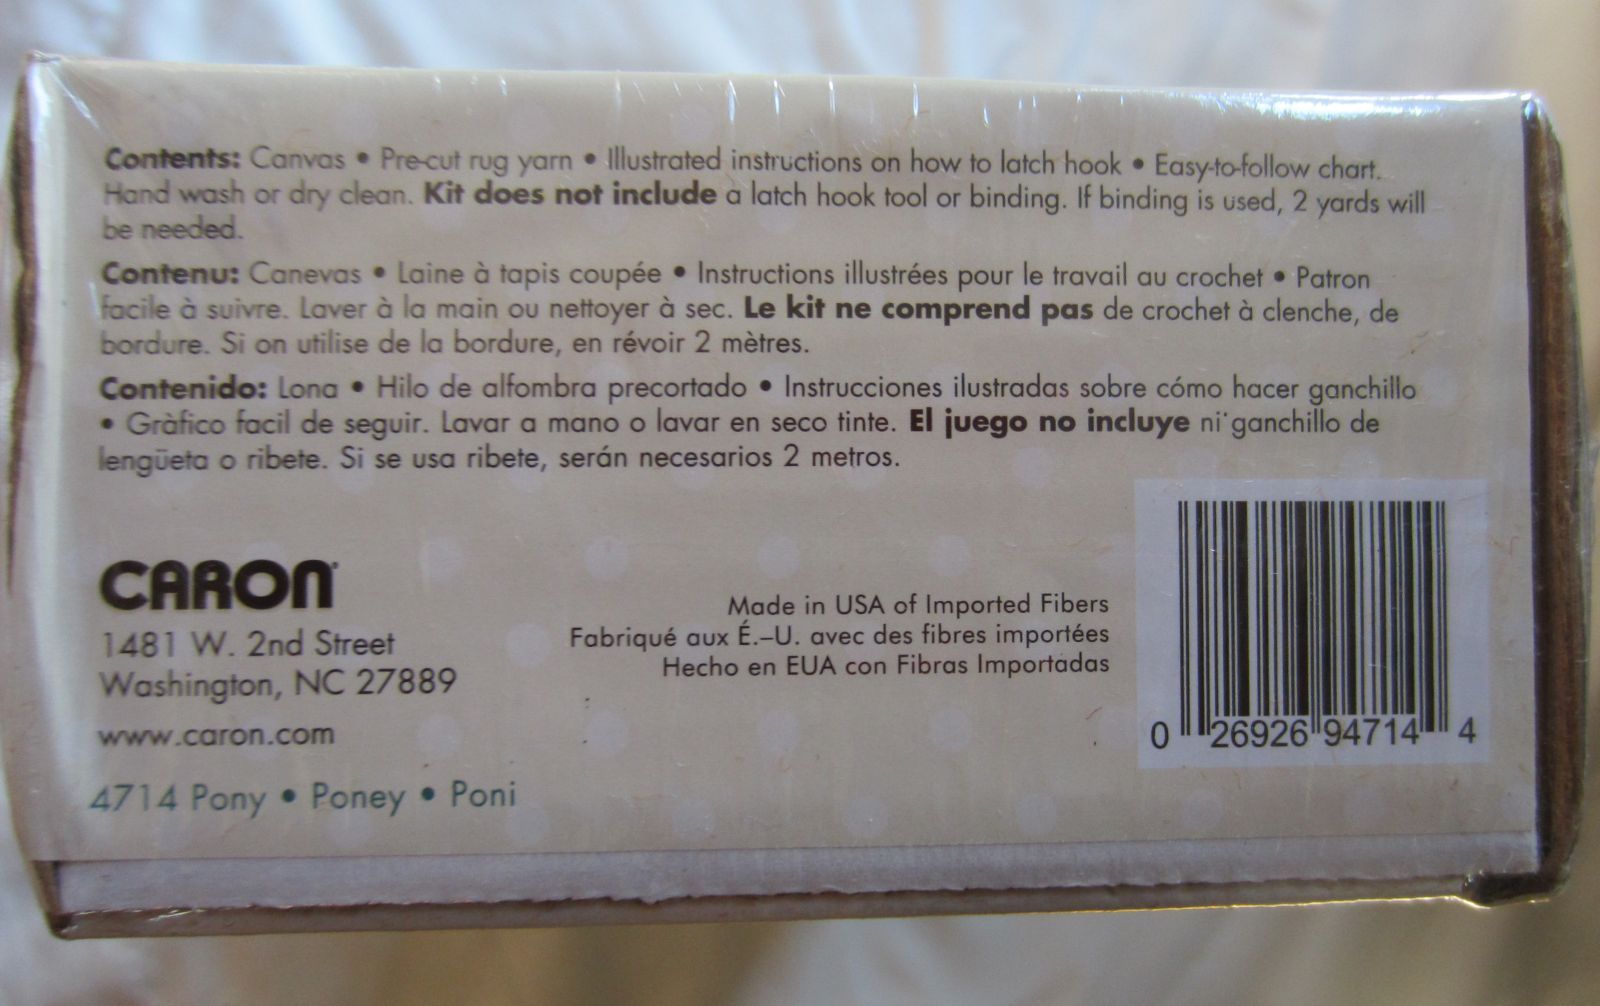 Contents: Canvas • Pre-cut rug yarn • Illustrated instructions on how to latch hook • Easy-to-follow chart.
Hand wash or dry clean. Kit does not include a latch hook tool or binding. If binding is used, 2 yards will
be needed.
Contenu: Canevas • Laine à tapis coupée • Instructions illustrées pour le travail au crochet • Patron
facile à suivre. Laver à la main ou nettoyer à sec. Le kit ne comprend pas de crochet à clenche, de
bordure. Si on utilise de la bordure, en révoir 2 mètres.
Contenido: Lona • Hilo de alfombra precortado • Instrucciones ilustradas sobre cómo hacer ganchillo
• Gràfico facil de seguir. Lavar a mano o lavar en seco tinte. El juego no incluye ni ganchillo de
lengüeta o ribete. Si se usa ribete, serán necesarios 2 metros.
CARON
1481 W. 2nd Street
Washington, NC 27889
www.caron.com
4714 Pony • Poney • Poni
Made in USA of Imported Fibers
Fabriqué aux É.–U. avec des fibres importées
Hecho en EUA con Fibras Importadas
0 26926 94714 4